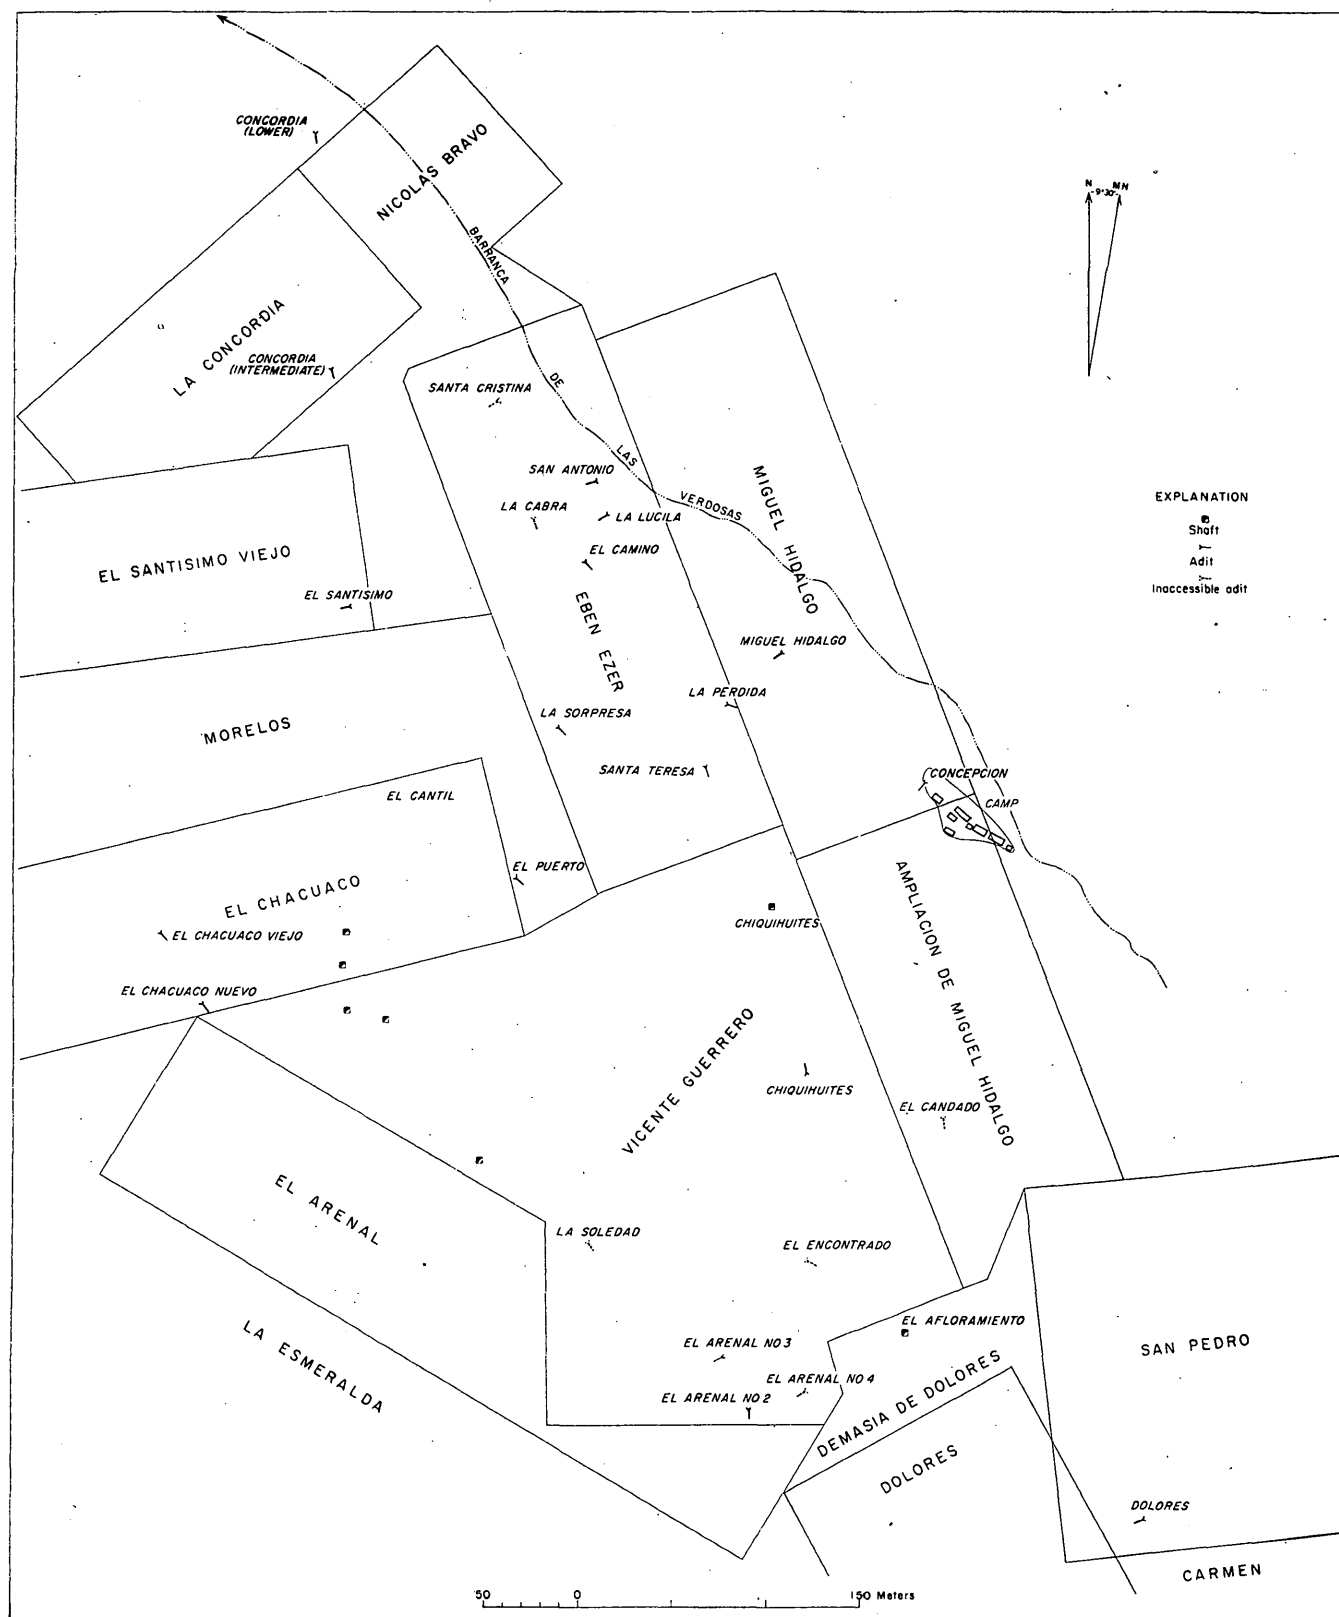 CONCORDIA
(LOWER)
NICOLAS BRAVO
N MN
9°30'
BARRANCA
DE
LAS
VERDOSAS
LA CONCORDIA
CONCORDIA
(INTERMEDIATE)
SANTA CRISTINA
SAN ANTONIO
LA CABRA
LA LUCILA
EL CAMINO
MIGUEL HIDALGO
EXPLANATION
Shaft
Adit
Inaccessible adit
EL SANTISIMO VIEJO
EL SANTISIMO
EBEN EZER
MIGUEL HIDALGO
LA PERDIDA
LA SORPRESA
MORELOS
SANTA TERESA
CONCEPCION
CAMP
EL CANTIL
EL PUERTO
EL CHACUACO
EL CHACUACO VIEJO
CHIQUIHUITES
AMPLIACION DE MIGUEL HIDALGO
EL CHACUACO NUEVO
VICENTE GUERRERO
CHIQUIHUITES
EL CANDADO
EL ARENAL
LA SOLEDAD
EL ENCONTRADO
LA ESMERALDA
EL AFLORAMIENTO
EL ARENAL NO 3
EL ARENAL NO 4
EL ARENAL NO 2
SAN PEDRO
DEMASIA DE DOLORES
DOLORES
DOLORES
CARMEN
50 0 150 Meters